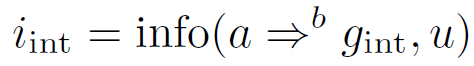 i_int = info(a ⇒^b g_int, u)